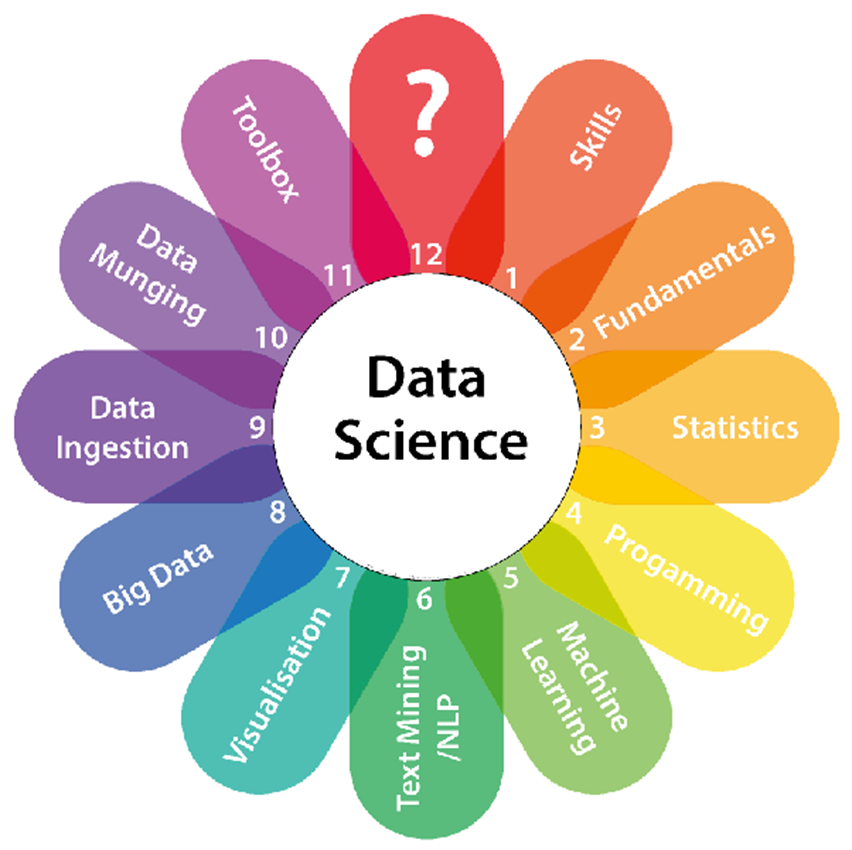 Data
Science
?
12
Skills
1
Fundamentals
2
Statistics
3
Progamming
4
Machine
Learning
5
Text Mining
/NLP
6
Visualisation
7
Big Data
8
Data
Ingestion
9
Data
Munging
10
Toolbox
11